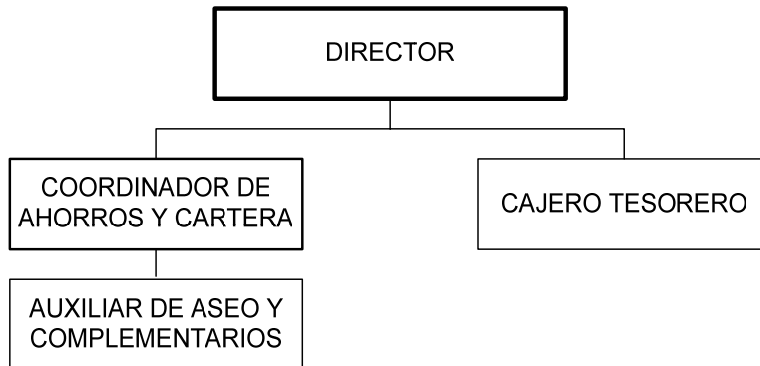 DIRECTOR
COORDINADOR DE
AHORROS Y CARTERA
CAJERO TESORERO
AUXILIAR DE ASEO Y
COMPLEMENTARIOS